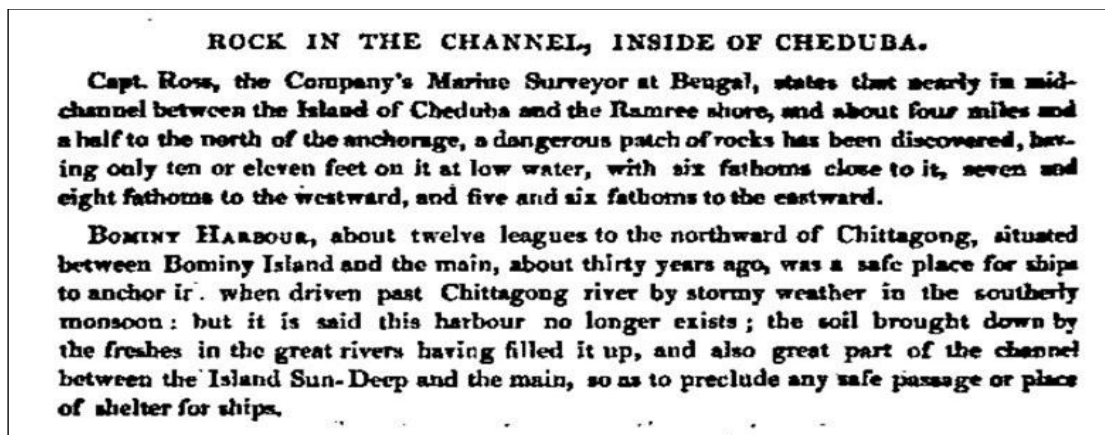 ROCK IN THE CHANNEL, INSIDE OF CHEDUBA.
Capt. Ross, the Company's Marine Surveyor at Bengal, states that nearly in mid-
channel between the Island of Cheduba and the Ramree shore, and about four miles and
a half to the north of the anchorage, a dangerous patch of rocks has been discovered, hav-
ing only ten or eleven feet on it at low water, with six fathoms close to it, seven and
eight fathoms to the westward, and five and six fathoms to the eastward.
BOMINY HARBOUR, about twelve leagues to the northward of Chittagong, situated
between Bominy Island and the main, about thirty years ago, was a safe place for ships
to anchor in when driven past Chittagong river by stormy weather in the southerly
monsoon: but it is said this harbour no longer exists; the soil brought down by
the freshes in the great rivers having filled it up, and also great part of the channel
between the Island Sun-Deep and the main, so as to preclude any safe passage or place
of shelter for ships.